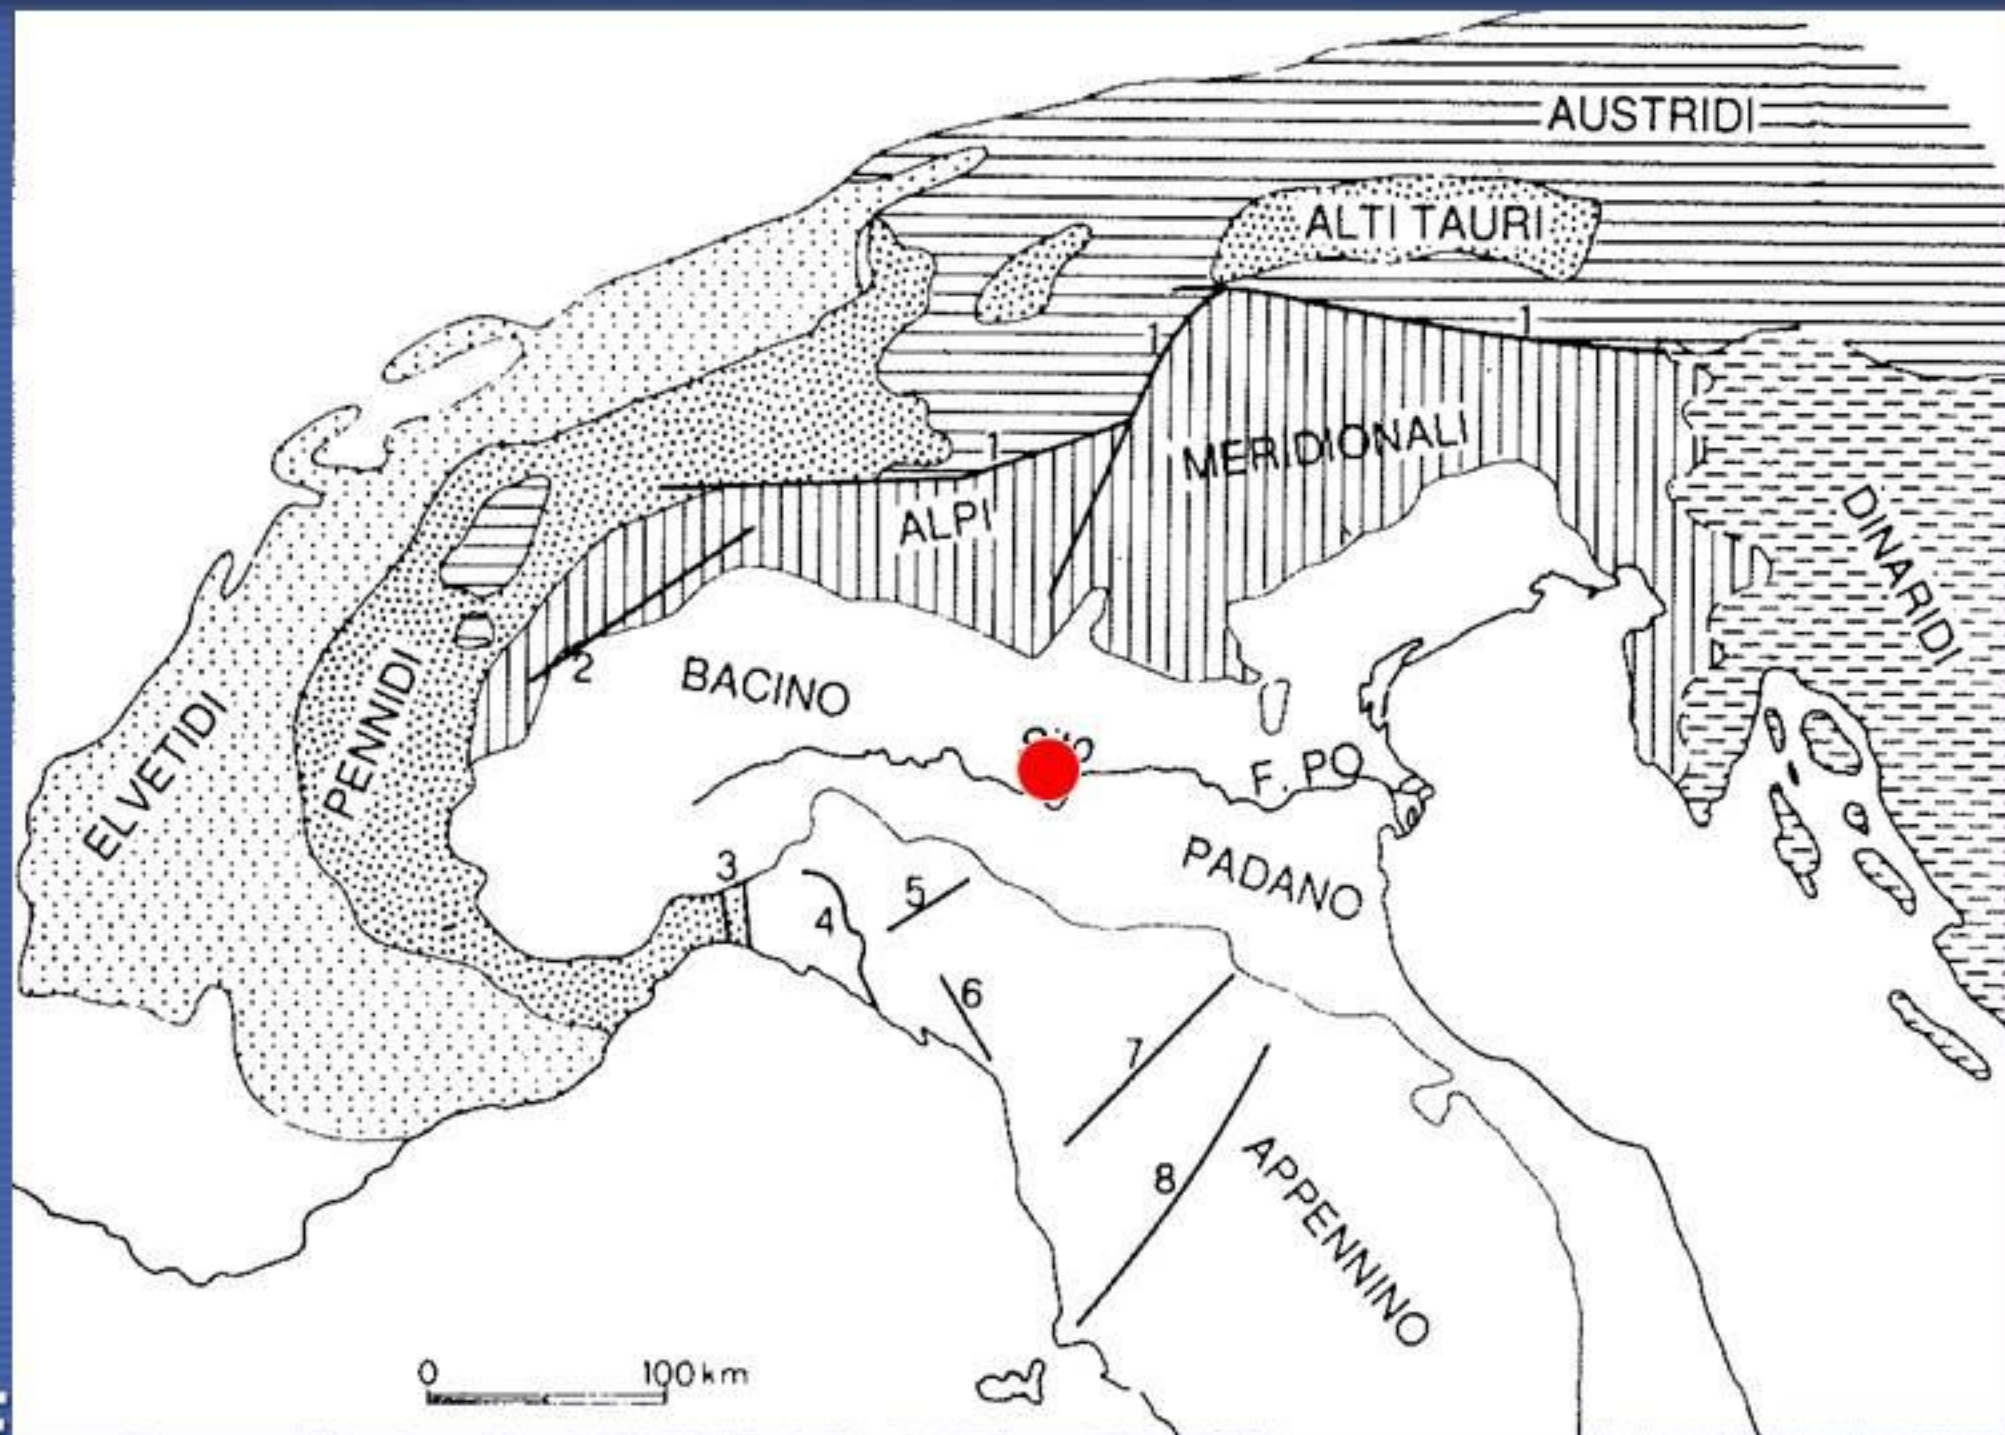 AUSTRIDI
ALTI TAURI
1
1
MERIDIONALI
1
ALPI
DINARIDI
2
BACINO
PENNIDI
ELVETIDI
F. PO
PADANO
3
5
4
6
7
8
APPENNINO
0 100 km